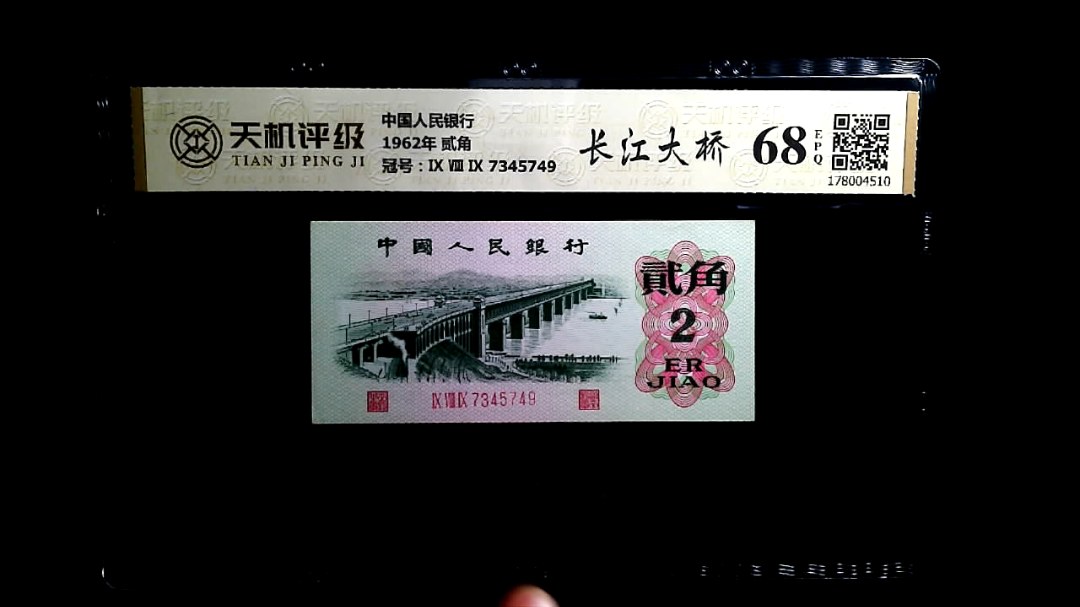 天机评级
TIAN JI PING JI
中国人民银行
1962年 贰角
冠号：Ⅸ Ⅷ Ⅸ 7345749
长江大桥
68
EPQ
178004510
中國人民銀行
貳角
2
ER
JIAO
Ⅸ Ⅷ Ⅸ 7345749